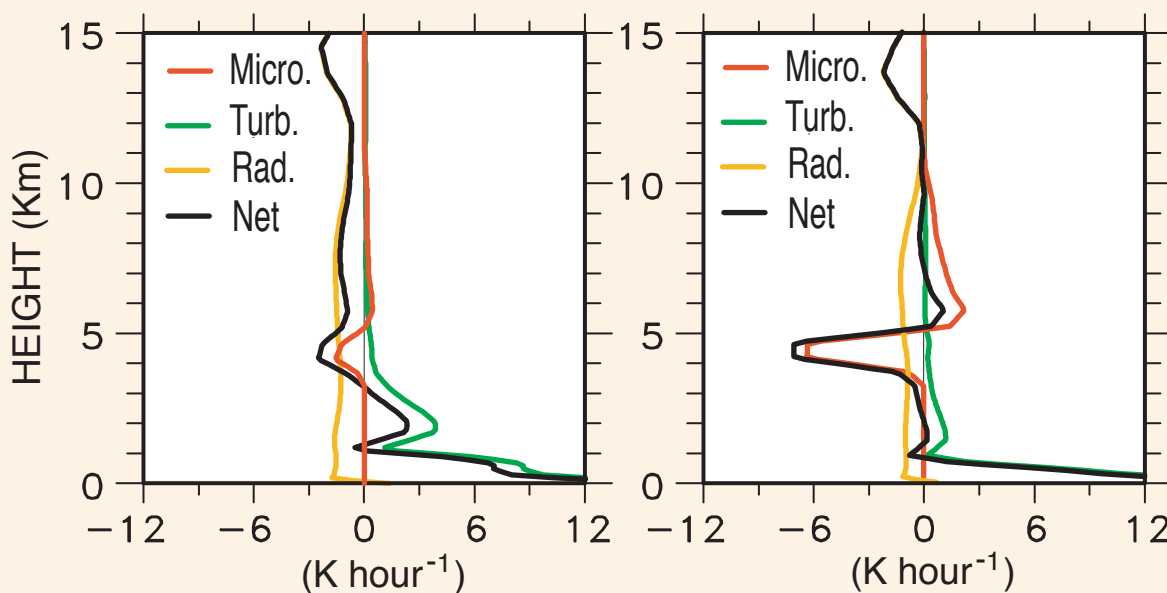 HEIGHT (Km)
15
10
5
0
Micro.
Turb.
Rad.
Net
−12 −6 0 6 12
(K hour⁻¹)
15
10
5
0
Micro.
Turb.
Rad.
Net
−12 −6 0 6 12
(K hour⁻¹)